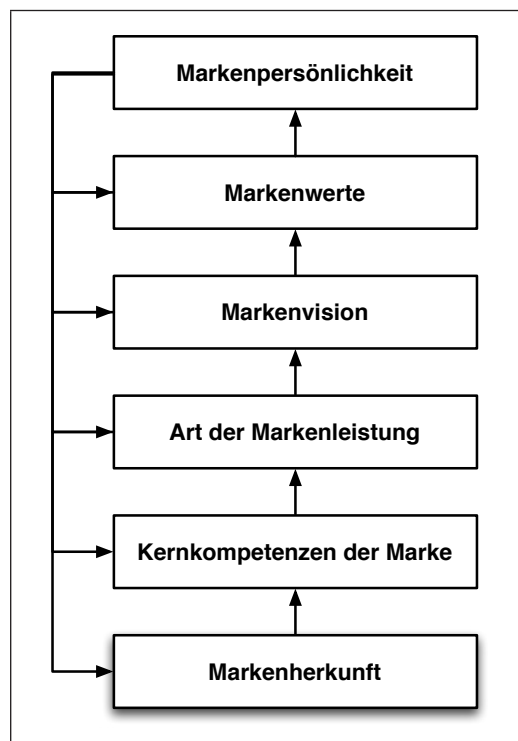 Markenpersönlichkeit
Markenwerte
Markenvision
Art der Markenleistung
Kernkompetenzen der Marke
Markenherkunft